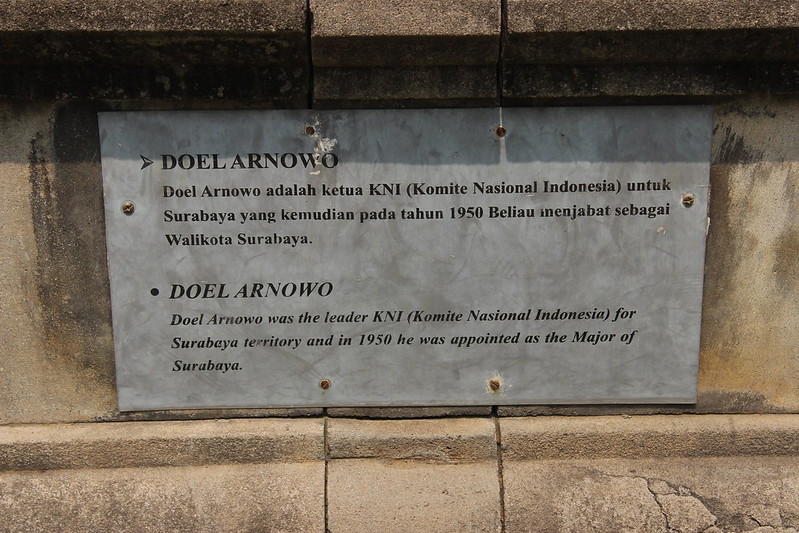 ➢ DOEL ARNOWO
Doel Arnowo adalah ketua KNI (Komite Nasional Indonesia) untuk
Surabaya yang kemudian pada tahun 1950 Beliau menjabat sebagai
Walikota Surabaya.
• DOEL ARNOWO
Doel Arnowo was the leader KNI (Komite Nasional Indonesia) for
Surabaya territory and in 1950 he was appointed as the Major of
Surabaya.